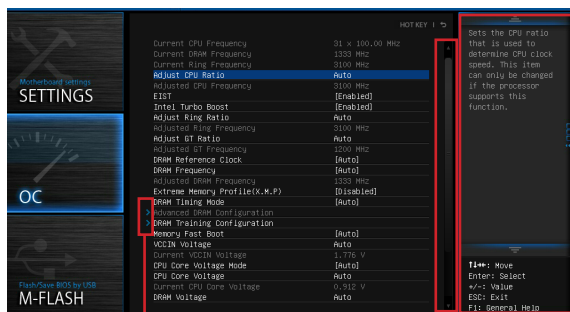 HOT KEY
Motherboard settings
SETTINGS
OC
Flash/Save BIOS by USB
M-FLASH
Current CPU Frequency 31 x 100.00 MHz
Current DRAM Frequency 1333 MHz
Current Ring Frequency 3100 MHz
Adjust CPU Ratio Auto
Adjusted CPU Frequency 3100 MHz
EIST [Enabled]
Intel Turbo Boost [Enabled]
Adjust Ring Ratio Auto
Adjusted Ring Frequency 3100 MHz
Adjust GT Ratio Auto
Adjusted GT Frequency 1200 MHz
DRAM Reference Clock [Auto]
DRAM Frequency [Auto]
Adjusted DRAM Frequency 1333 MHz
Extreme Memory Profile(X.M.P) [Disabled]
DRAM Timing Mode [Auto]
> Advanced DRAM Configuration
> DRAM Training Configuration
Memory Fast Boot [Auto]
VCCIN Voltage Auto
Current VCCIN Voltage 1.776 V
CPU Core Voltage Mode [Auto]
CPU Core Voltage Auto
Current CPU Core Voltage 0.912 V
DRAM Voltage Auto
Sets the CPU ratio
that is used to
determine CPU clock
speed. This item
can only be changed
if the processor
supports this
function.
↑↓→←: Move
Enter: Select
+/-: Value
ESC: Exit
F1: General Help